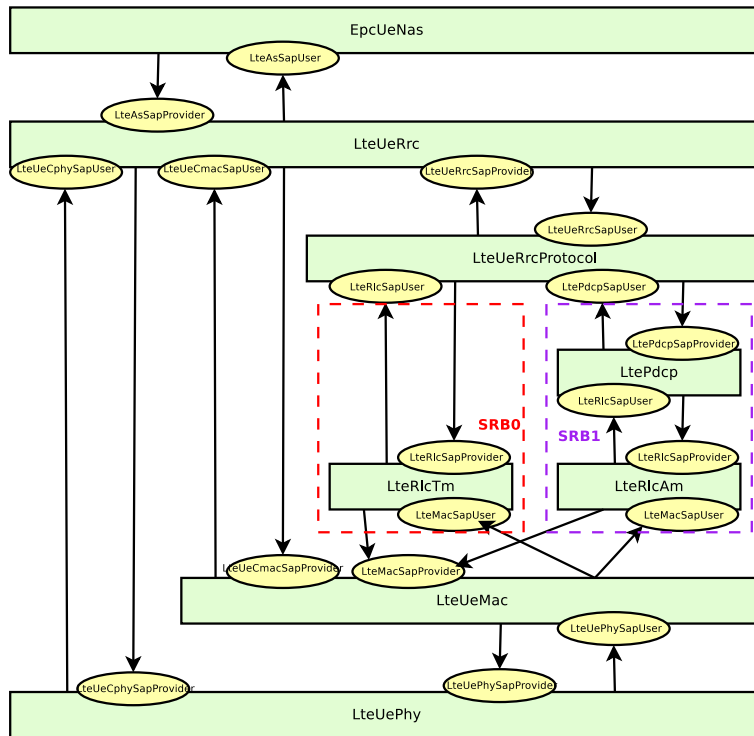 EpcUeNas
LteAsSapUser
LteAsSapProvider
LteUeRrc
LteUeCphySapUser
LteUeCmacSapUser
LteUeRrcSapProvider
LteUeRrcSapUser
LteUeRrcProtocol
LteRlcSapUser
LtePdcpSapUser
LtePdcpSapProvider
LtePdcp
LteRlcSapUser
SRB0
SRB1
LteRlcSapProvider
LteRlcSapProvider
LteRlcTm
LteRlcAm
LteMacSapUser
LteMacSapUser
LteUeCmacSapProvider
LteMacSapProvider
LteUeMac
LteUePhySapUser
LteUeCphySapProvider
LteUePhySapProvider
LteUePhy